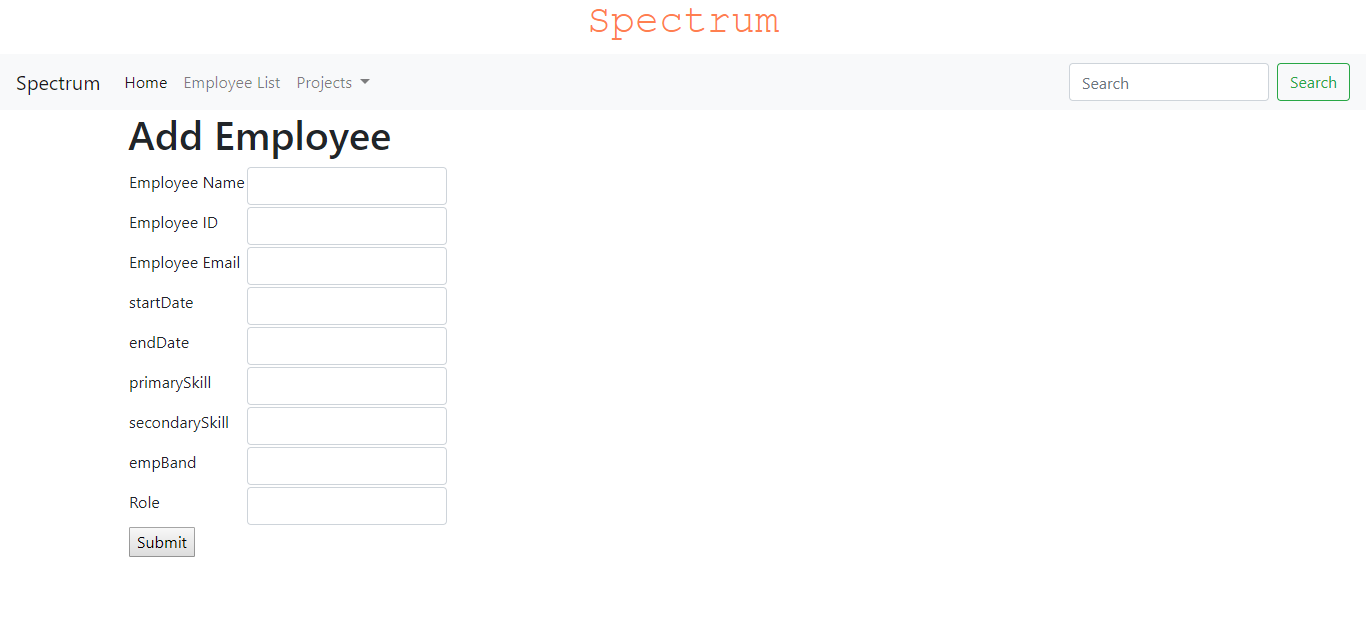 Spectrum
Spectrum Home Employee List Projects Search Search
Add Employee
Employee Name
Employee ID
Employee Email
startDate
endDate
primarySkill
secondarySkill
empBand
Role
Submit